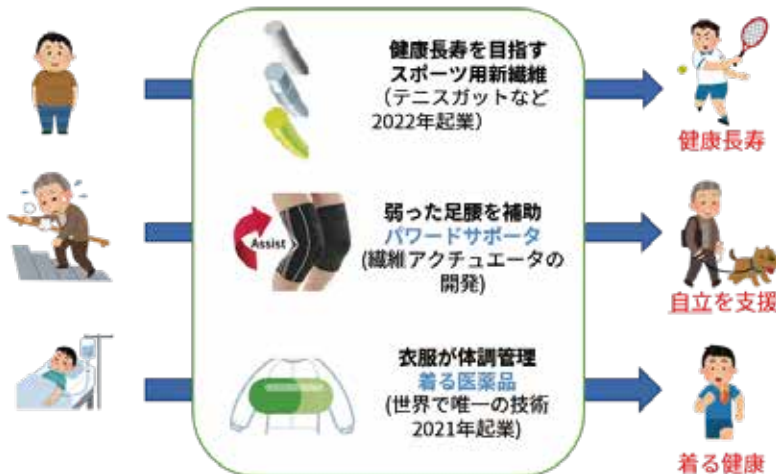 健康長寿を目指す
スポーツ用新繊維
（テニスガットなど
2022年起業）
健康長寿
Assist
弱った足腰を補助
パワードサポータ
(繊維アクチュエータの
開発)
自立を支援
衣服が体調管理
着る医薬品
(世界で唯一の技術
2021年起業)
着る健康